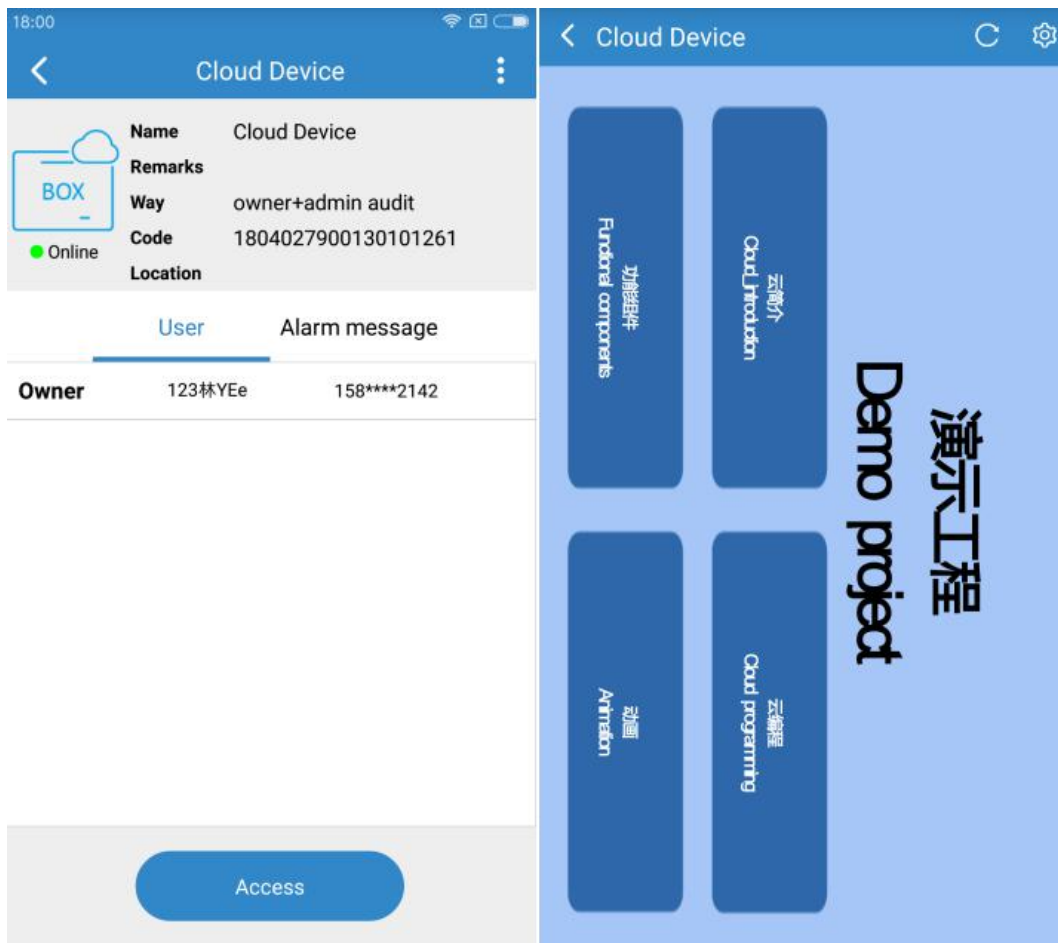 18:00
Cloud Device
BOX
Online
Name Cloud Device
Remarks
Way owner+admin audit
Code 1804027900130101261
Location
User Alarm message
Owner 123林YEe 158****2142
Access
Cloud Device
演示工程
Demo project
云简介
Cloud_introduction
云编程
Cloud programming
功能组件
Functional components
动画
Animation